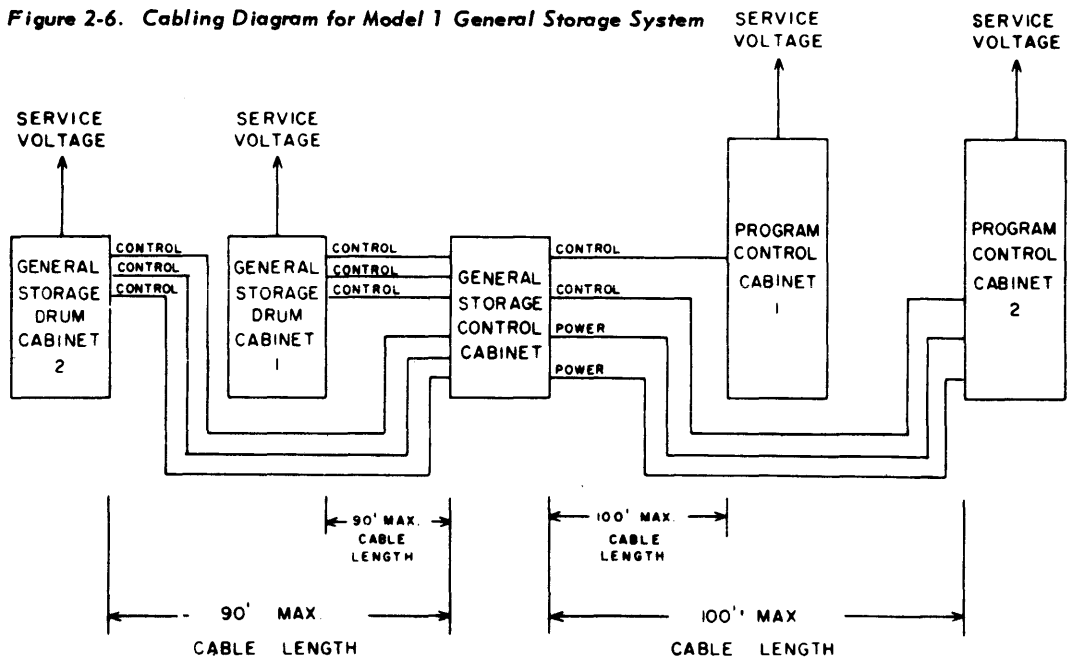 Figure 2-6. Cabling Diagram for Model 1 General Storage System
SERVICE
VOLTAGE
SERVICE
VOLTAGE
SERVICE
VOLTAGE
SERVICE
VOLTAGE
GENERAL
STORAGE
DRUM
CABINET
2
CONTROL
CONTROL
CONTROL
GENERAL
STORAGE
DRUM
CABINET
1
CONTROL
CONTROL
CONTROL
GENERAL
STORAGE
CONTROL
CABINET
CONTROL
CONTROL
POWER
POWER
PROGRAM
CONTROL
CABINET
1
PROGRAM
CONTROL
CABINET
2
90' MAX.
CABLE
LENGTH
100' MAX.
CABLE
LENGTH
90' MAX.
CABLE LENGTH
100' MAX
CABLE LENGTH